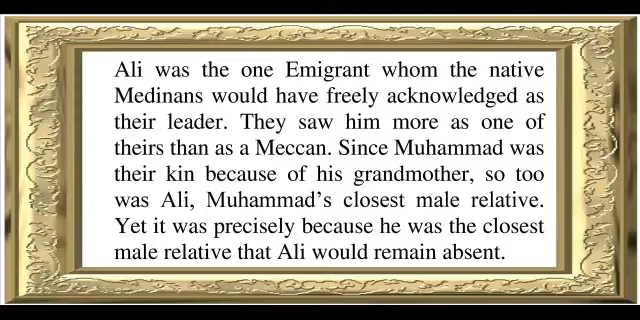 Ali was the one Emigrant whom the native
Medinans would have freely acknowledged as
their leader. They saw him more as one of
theirs than as a Meccan. Since Muhammad was
their kin because of his grandmother, so too
was Ali, Muhammad’s closest male relative.
Yet it was precisely because he was the closest
male relative that Ali would remain absent.